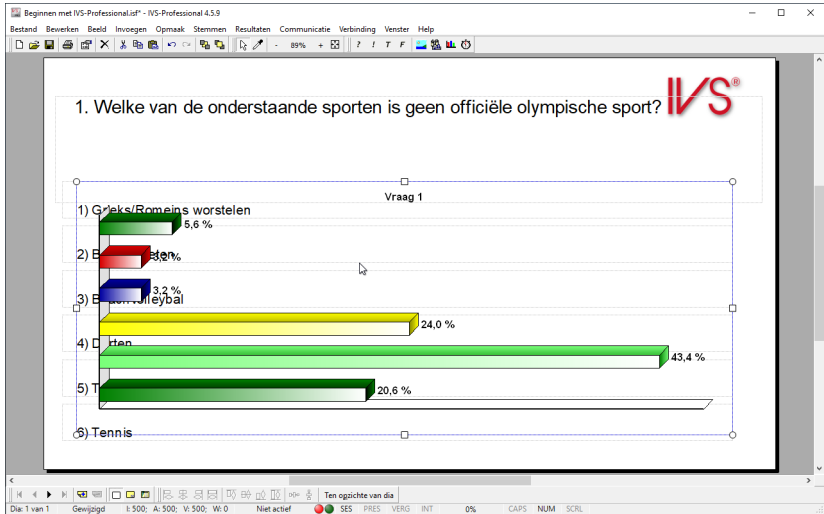 Beginnen met IVS-Professional.isf* - IVS-Professional 4.5.9
Bestand Bewerken Beeld Invoegen Opmaak Stemmen Resultaten Communicatie Verbinding Venster Help
- 89% + ? ! T F
IVS®
1. Welke van de onderstaande sporten is geen officiële olympische sport?
Vraag 1
1) Grieks/Romeins worstelen
5,6 %
2) B
3,2 %
3,2 %
3)
24,0 %
4)
43,4 %
5) T
20,6 %
6) Tennis
Ten opzichte van dia
Dia: 1 van 1 Gewijzigd I: 500; A: 500; V: 500; W: 0 Niet actief SES PRES VERG INT 0% CAPS NUM SCRL